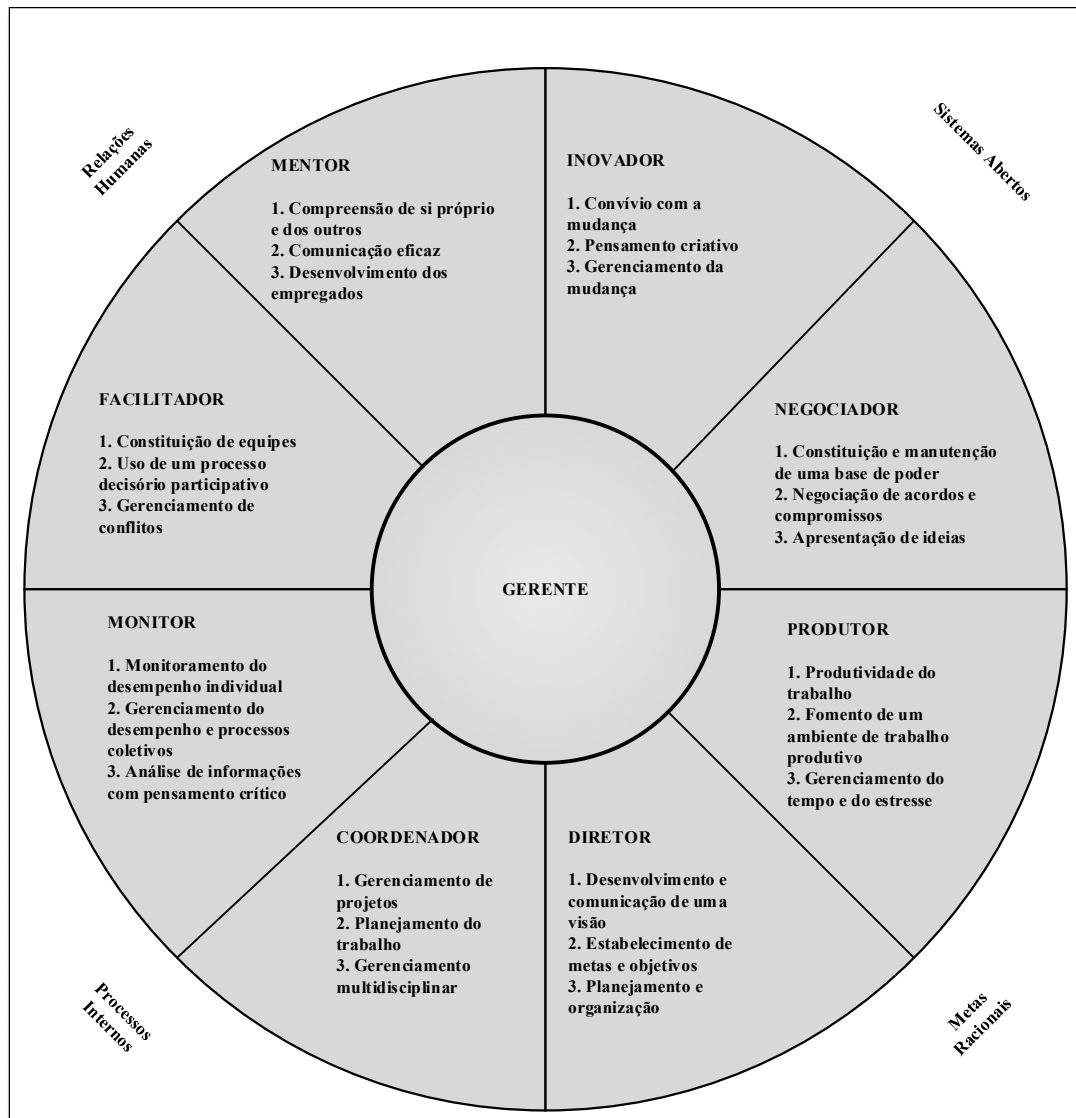 Relações
Humanas
Sistemas Abertos
MENTOR
1. Compreensão de si próprio
e dos outros
2. Comunicação eficaz
3. Desenvolvimento dos
empregados
INOVADOR
1. Convívio com a
mudança
2. Pensamento criativo
3. Gerenciamento da
mudança
FACILITADOR
1. Constituição de equipes
2. Uso de um processo
decisório participativo
3. Gerenciamento de
conflitos
NEGOCIADOR
1. Constituição e manutenção
de uma base de poder
2. Negociação de acordos e
compromissos
3. Apresentação de ideias
GERENTE
MONITOR
1. Monitoramento do
desempenho individual
2. Gerenciamento do
desempenho e processos
coletivos
3. Análise de informações
com pensamento crítico
PRODUTOR
1. Produtividade do
trabalho
2. Fomento de um
ambiente de trabalho
produtivo
3. Gerenciamento do
tempo e do estresse
COORDENADOR
1. Gerenciamento de
projetos
2. Planejamento do
trabalho
3. Gerenciamento
multidisciplinar
DIRETOR
1. Desenvolvimento e
comunicação de uma
visão
2. Estabelecimento de
metas e objetivos
3. Planejamento e
organização
Processos
Internos
Metas
Racionais